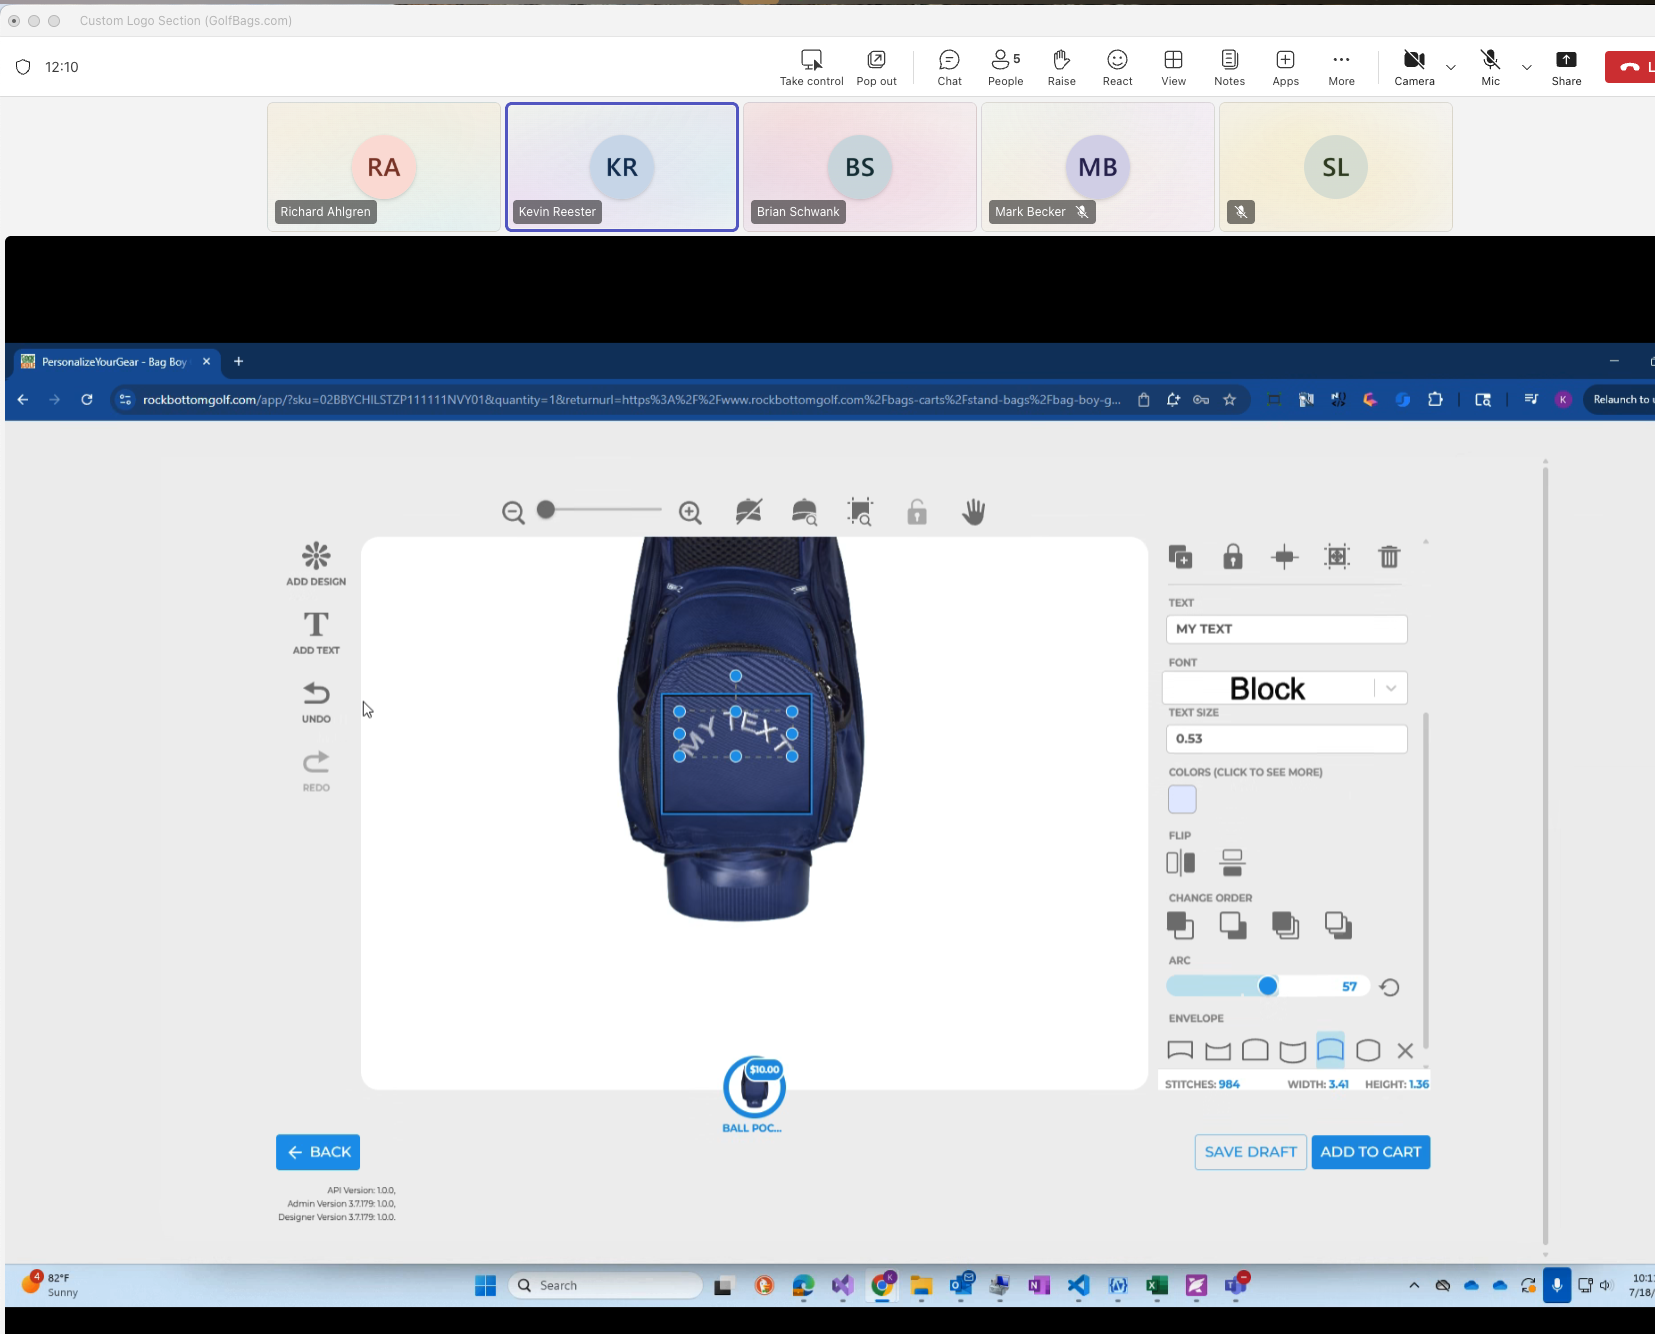 Custom Logo Section (GolfBags.com)
12:10
Take control
Pop out
Chat
5
People
Raise
React
View
Notes
Apps
More
Camera
Mic
Share
L
RA
Richard Ahlgren
KR
Kevin Reester
BS
Brian Schwank
MB
Mark Becker
SL
PersonalizeYourGear - Bag Boy
rockbottomgolf.com/app/?sku=02BBYCHILSTZP111111NVY01&quantity=1&returnurl=https%3A%2F%2Fwww.rockbottomgolf.com%2Fbags-carts%2Fstand-bags%2Fbag-boy-g...
K
Relaunch to u
ADD DESIGN
T
ADD TEXT
UNDO
REDO
MY TEXT
TEXT
MY TEXT
FONT
Block
TEXT SIZE
0.53
COLORS (CLICK TO SEE MORE)
FLIP
CHANGE ORDER
ARC
57
ENVELOPE
STITCHES: 984 WIDTH: 3.41 HEIGHT: 1.36
$10.00
BALL POC...
BACK
SAVE DRAFT
ADD TO CART
API Version: 1.0.0,
Admin Version 3.7.179: 1.0.0,
Designer Version 3.7.179: 1.0.0.
4
82°F
Sunny
Search
K
10:1
7/18/